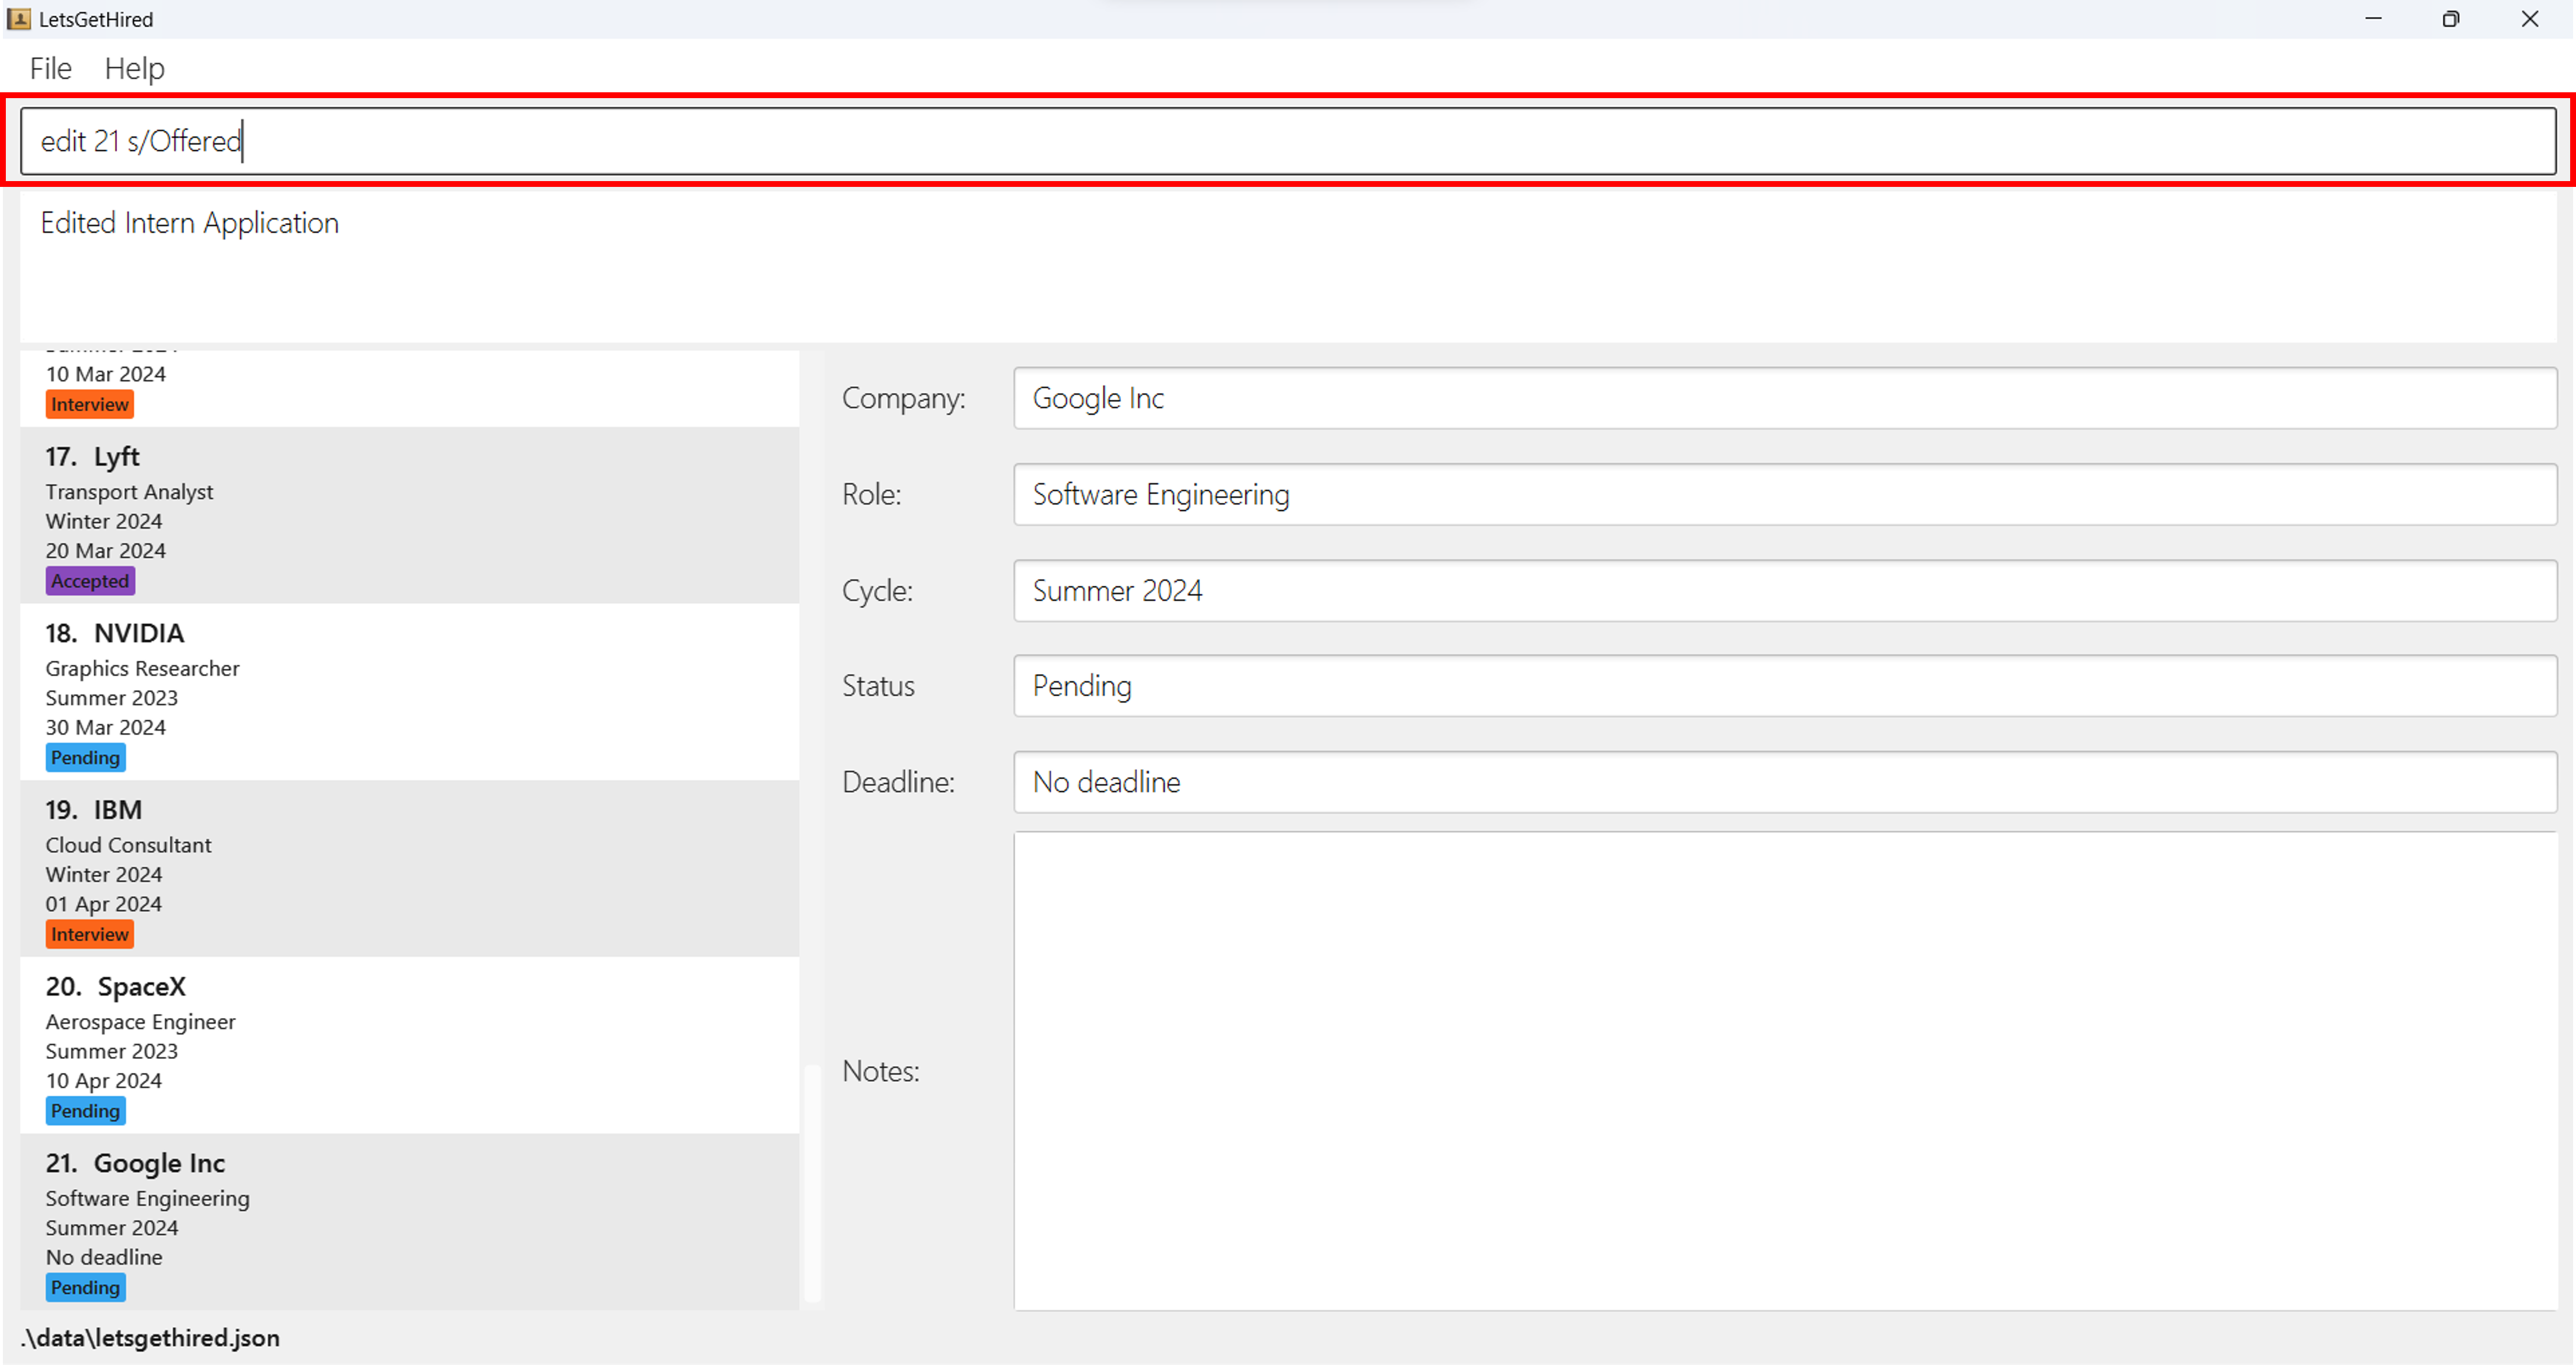 LetsGetHired
File Help
edit 21 s/Offered
Edited Intern Application
10 Mar 2024
Interview
17. Lyft
Transport Analyst
Winter 2024
20 Mar 2024
Accepted
18. NVIDIA
Graphics Researcher
Summer 2023
30 Mar 2024
Pending
19. IBM
Cloud Consultant
Winter 2024
01 Apr 2024
Interview
20. SpaceX
Aerospace Engineer
Summer 2023
10 Apr 2024
Pending
21. Google Inc
Software Engineering
Summer 2024
No deadline
Pending
Company: Google Inc
Role: Software Engineering
Cycle: Summer 2024
Status Pending
Deadline: No deadline
Notes:
.\data\letsgethired.json